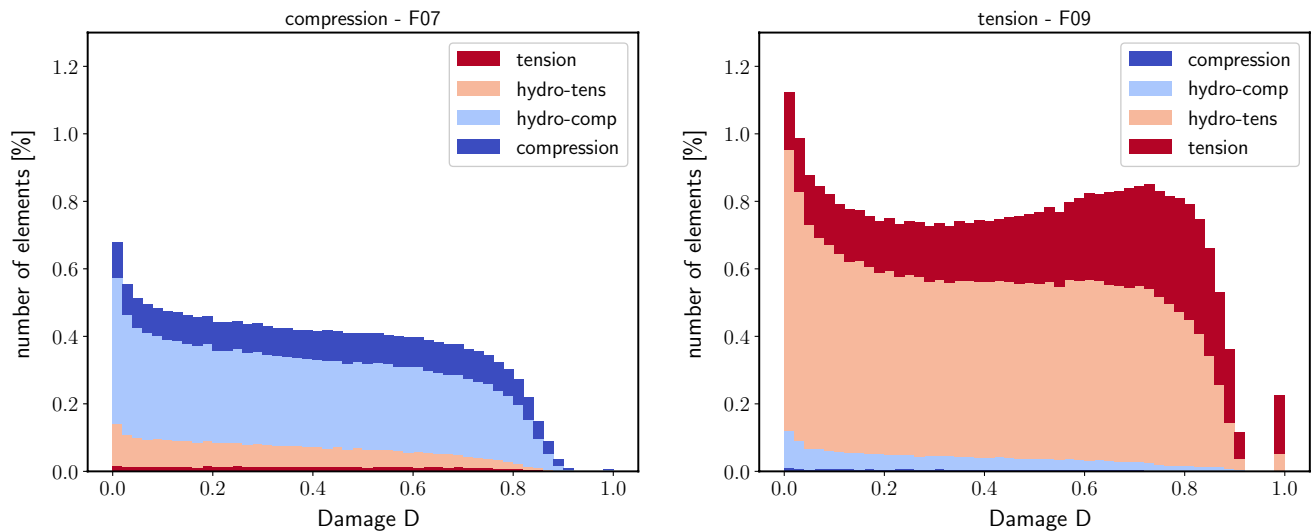 compression - F07
number of elements [%]
1.2
1.0
0.8
0.6
0.4
0.2
0.0
0.0 0.2 0.4 0.6 0.8 1.0
Damage D
tension
hydro-tens
hydro-comp
compression
tension - F09
number of elements [%]
1.2
1.0
0.8
0.6
0.4
0.2
0.0
0.0 0.2 0.4 0.6 0.8 1.0
Damage D
compression
hydro-comp
hydro-tens
tension